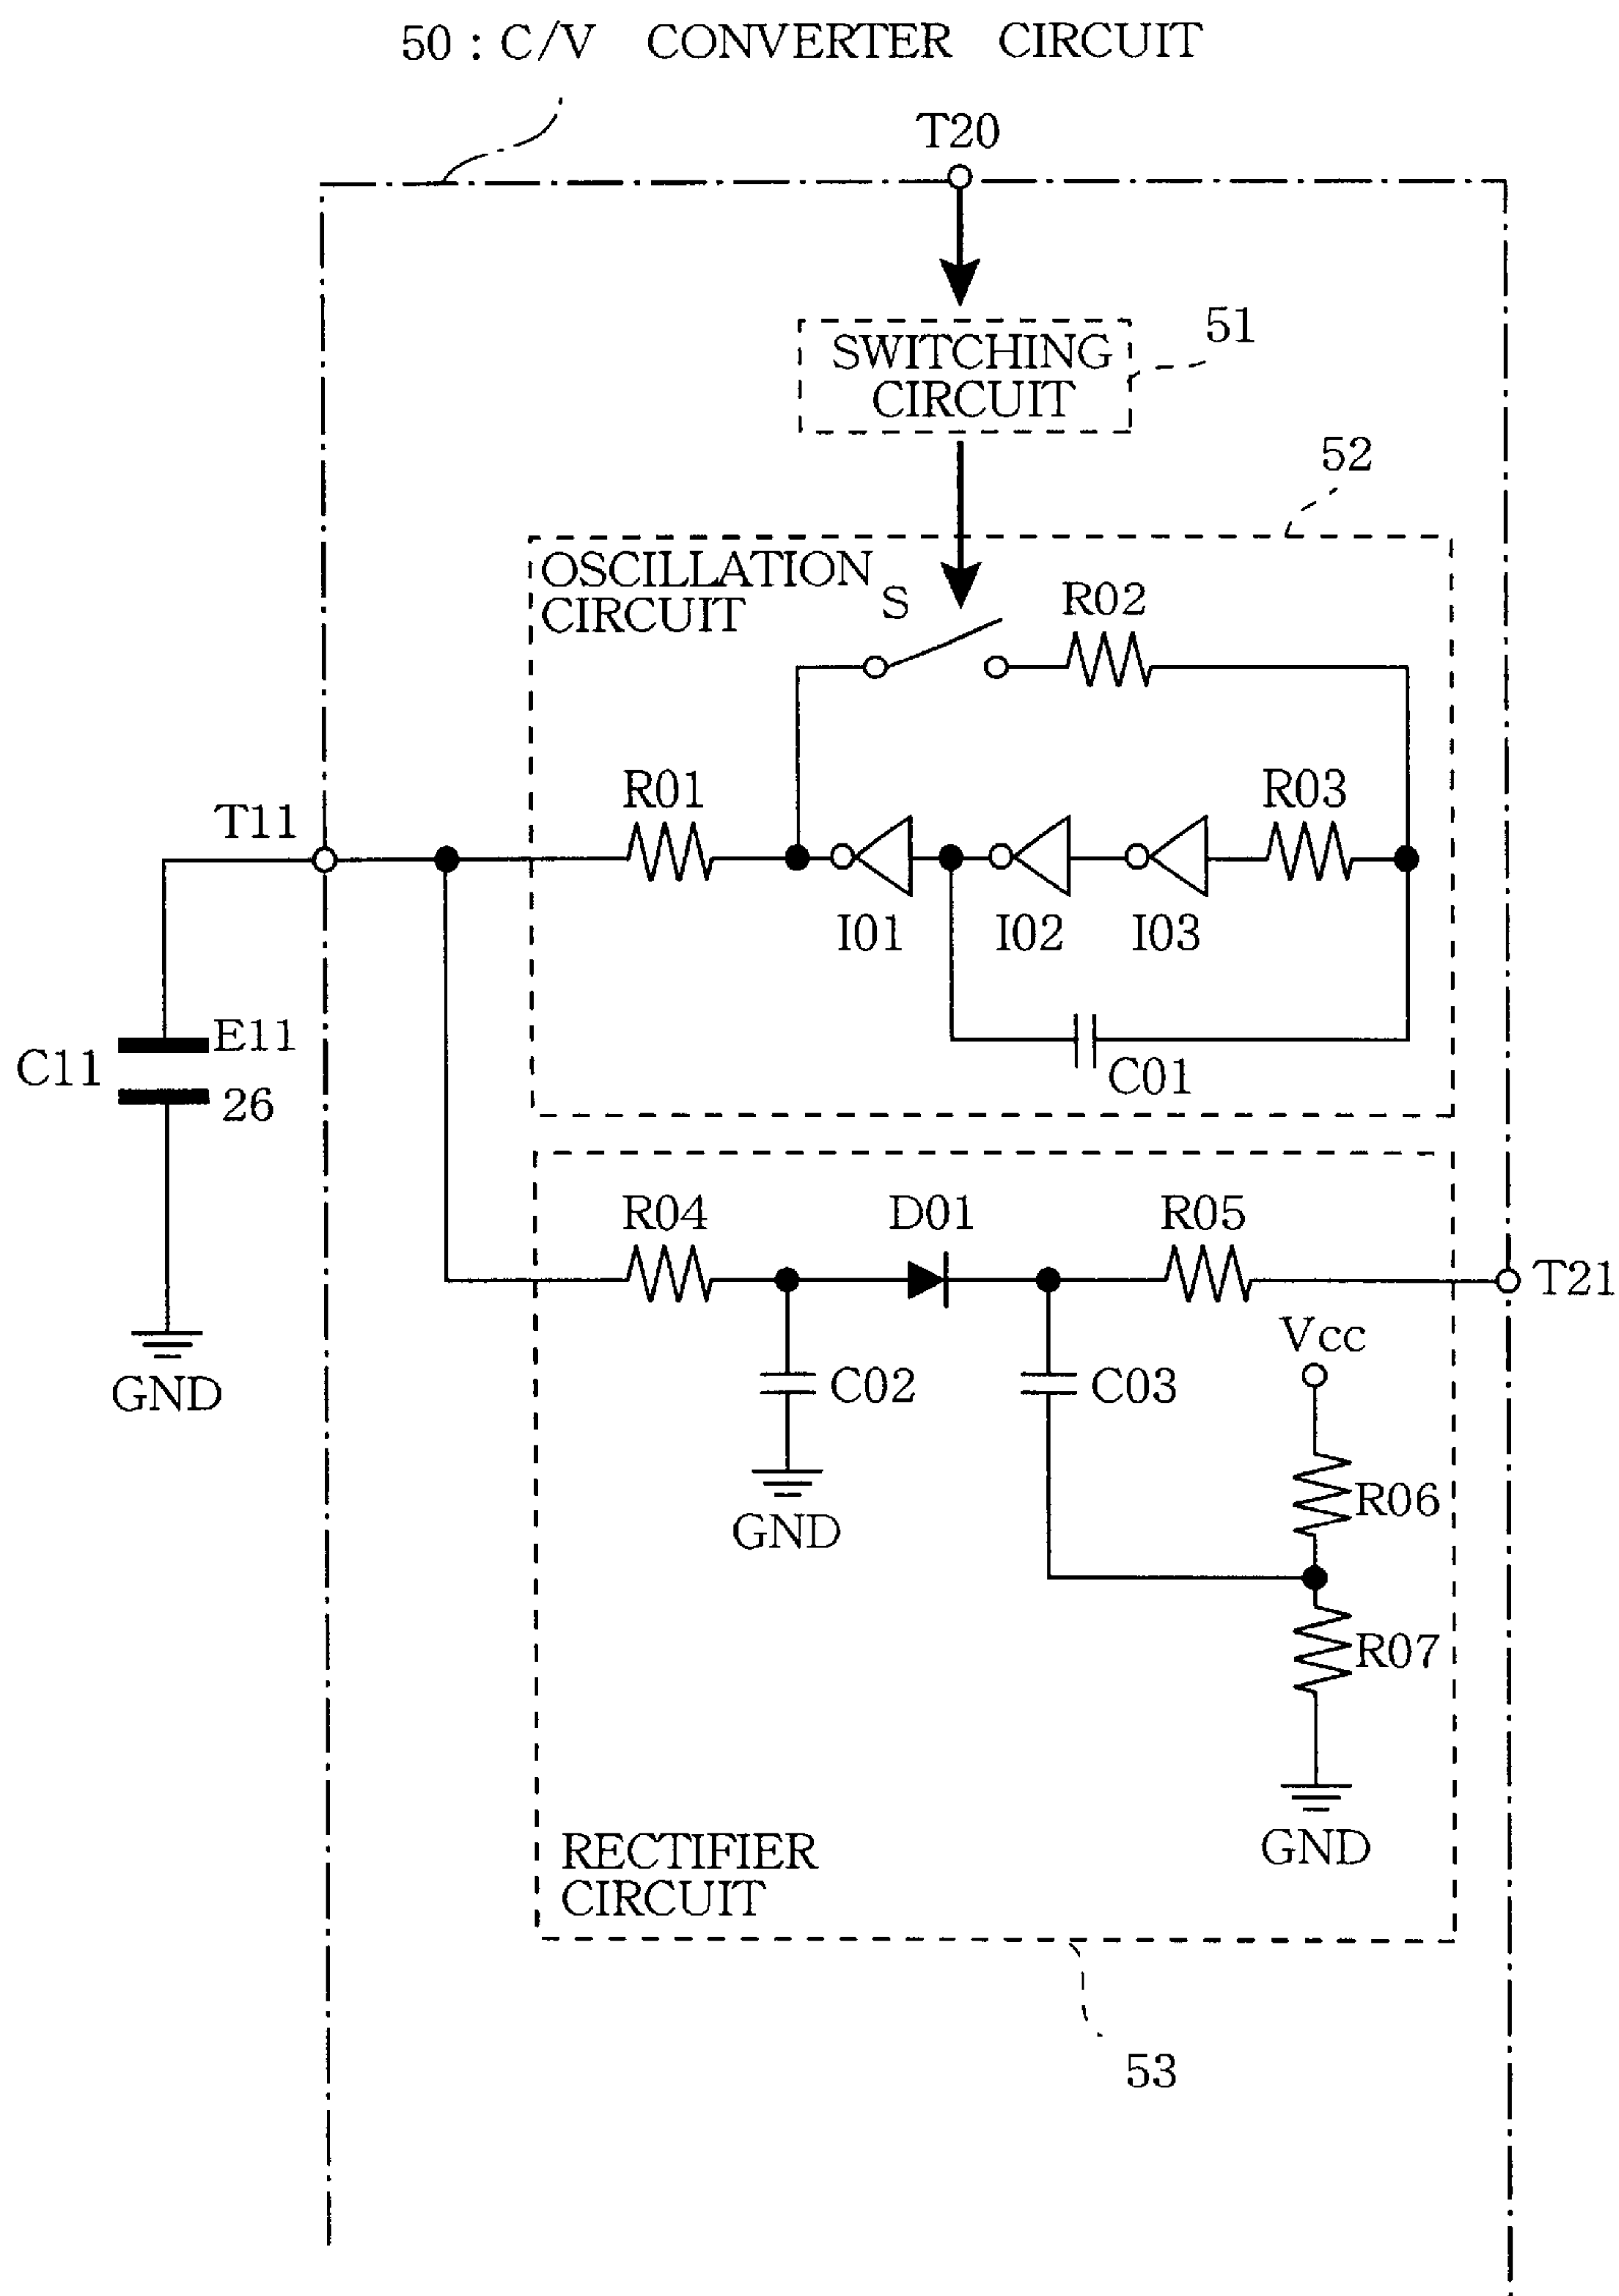 50 : C/V CONVERTER CIRCUIT
T20
SWITCHING
CIRCUIT
51
52
OSCILLATION
CIRCUIT
S
R02
R01
R03
T11
I01
I02
I03
C11
E11
26
C01
GND
R04
D01
R05
T21
Vcc
C02
C03
GND
R06
R07
GND
RECTIFIER
CIRCUIT
53